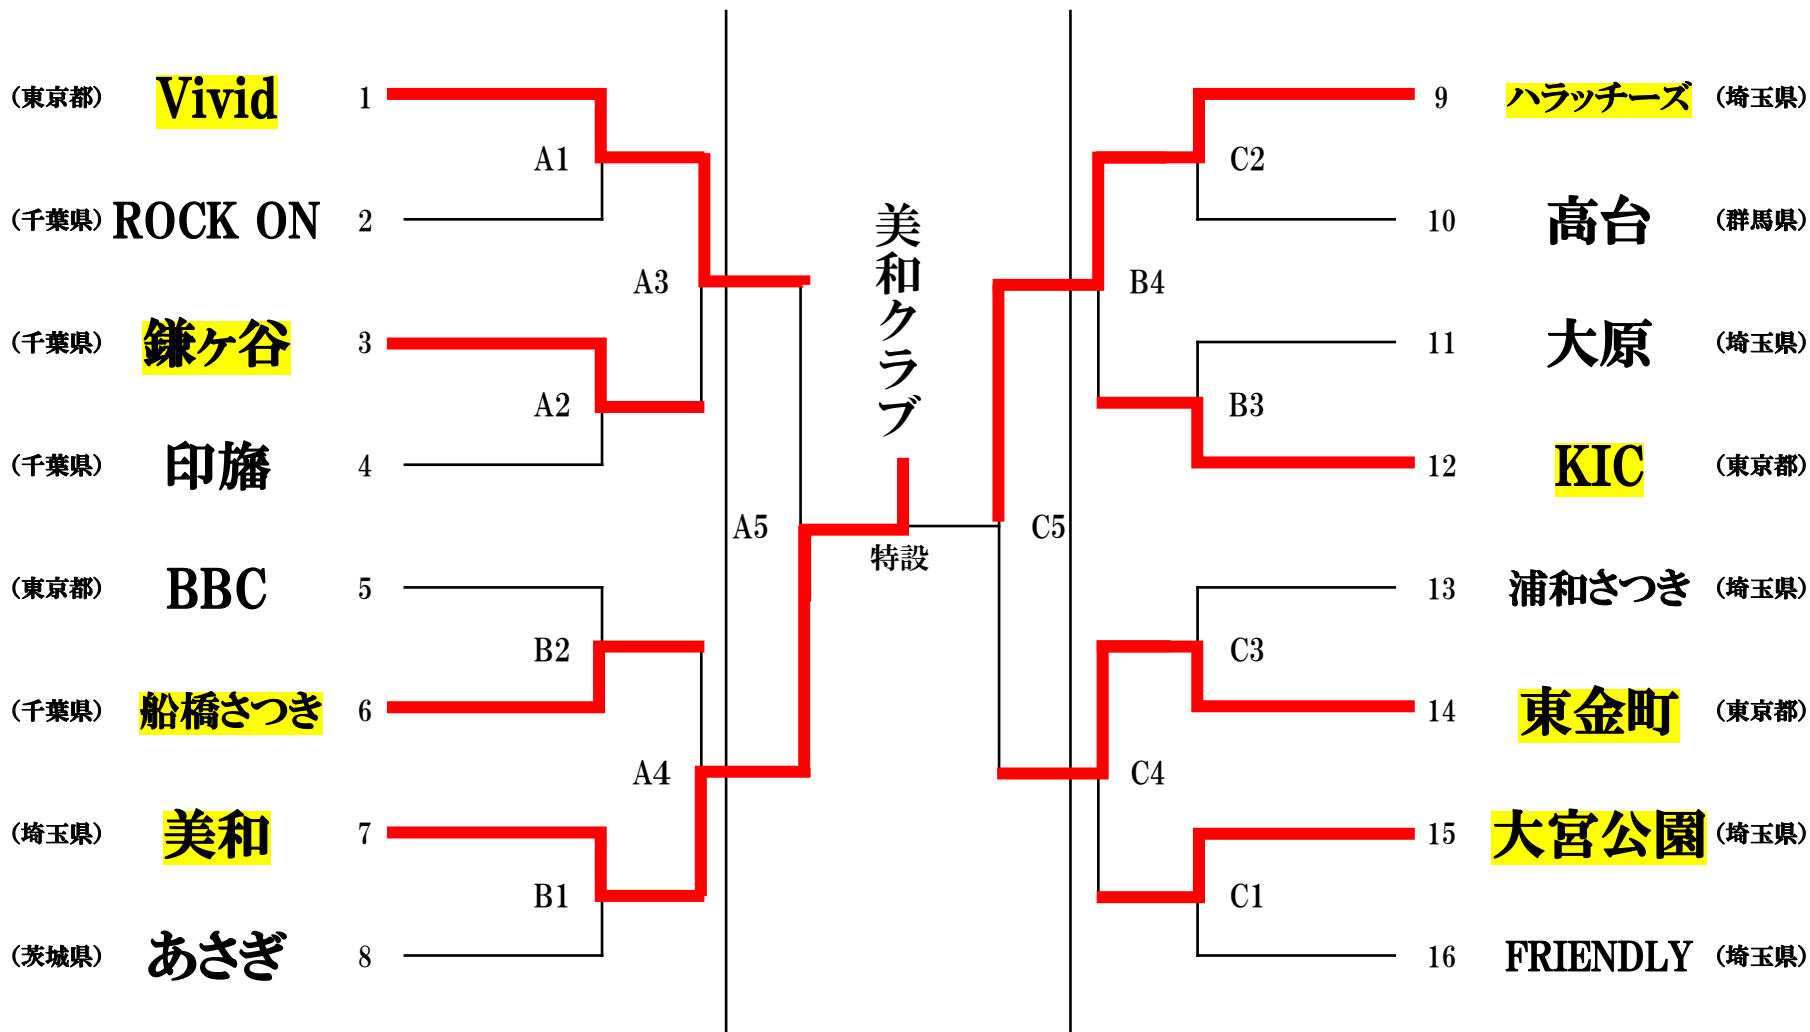 (東京都) Vivid 1
A1
(千葉県) ROCK ON 2
A3
(千葉県) 鎌ヶ谷 3
A2
(千葉県) 印旛 4
A5
(東京都) BBC 5
B2
(千葉県) 船橋さつき 6
A4
(埼玉県) 美和 7
B1
(茨城県) あさぎ 8
美和クラブ
特設
9 ハラッチーズ (埼玉県)
C2
10 高台 (群馬県)
B4
11 大原 (埼玉県)
B3
12 KIC (東京都)
C5
13 浦和さつき (埼玉県)
C3
14 東金町 (東京都)
C4
15 大宮公園 (埼玉県)
C1
16 FRIENDLY (埼玉県)